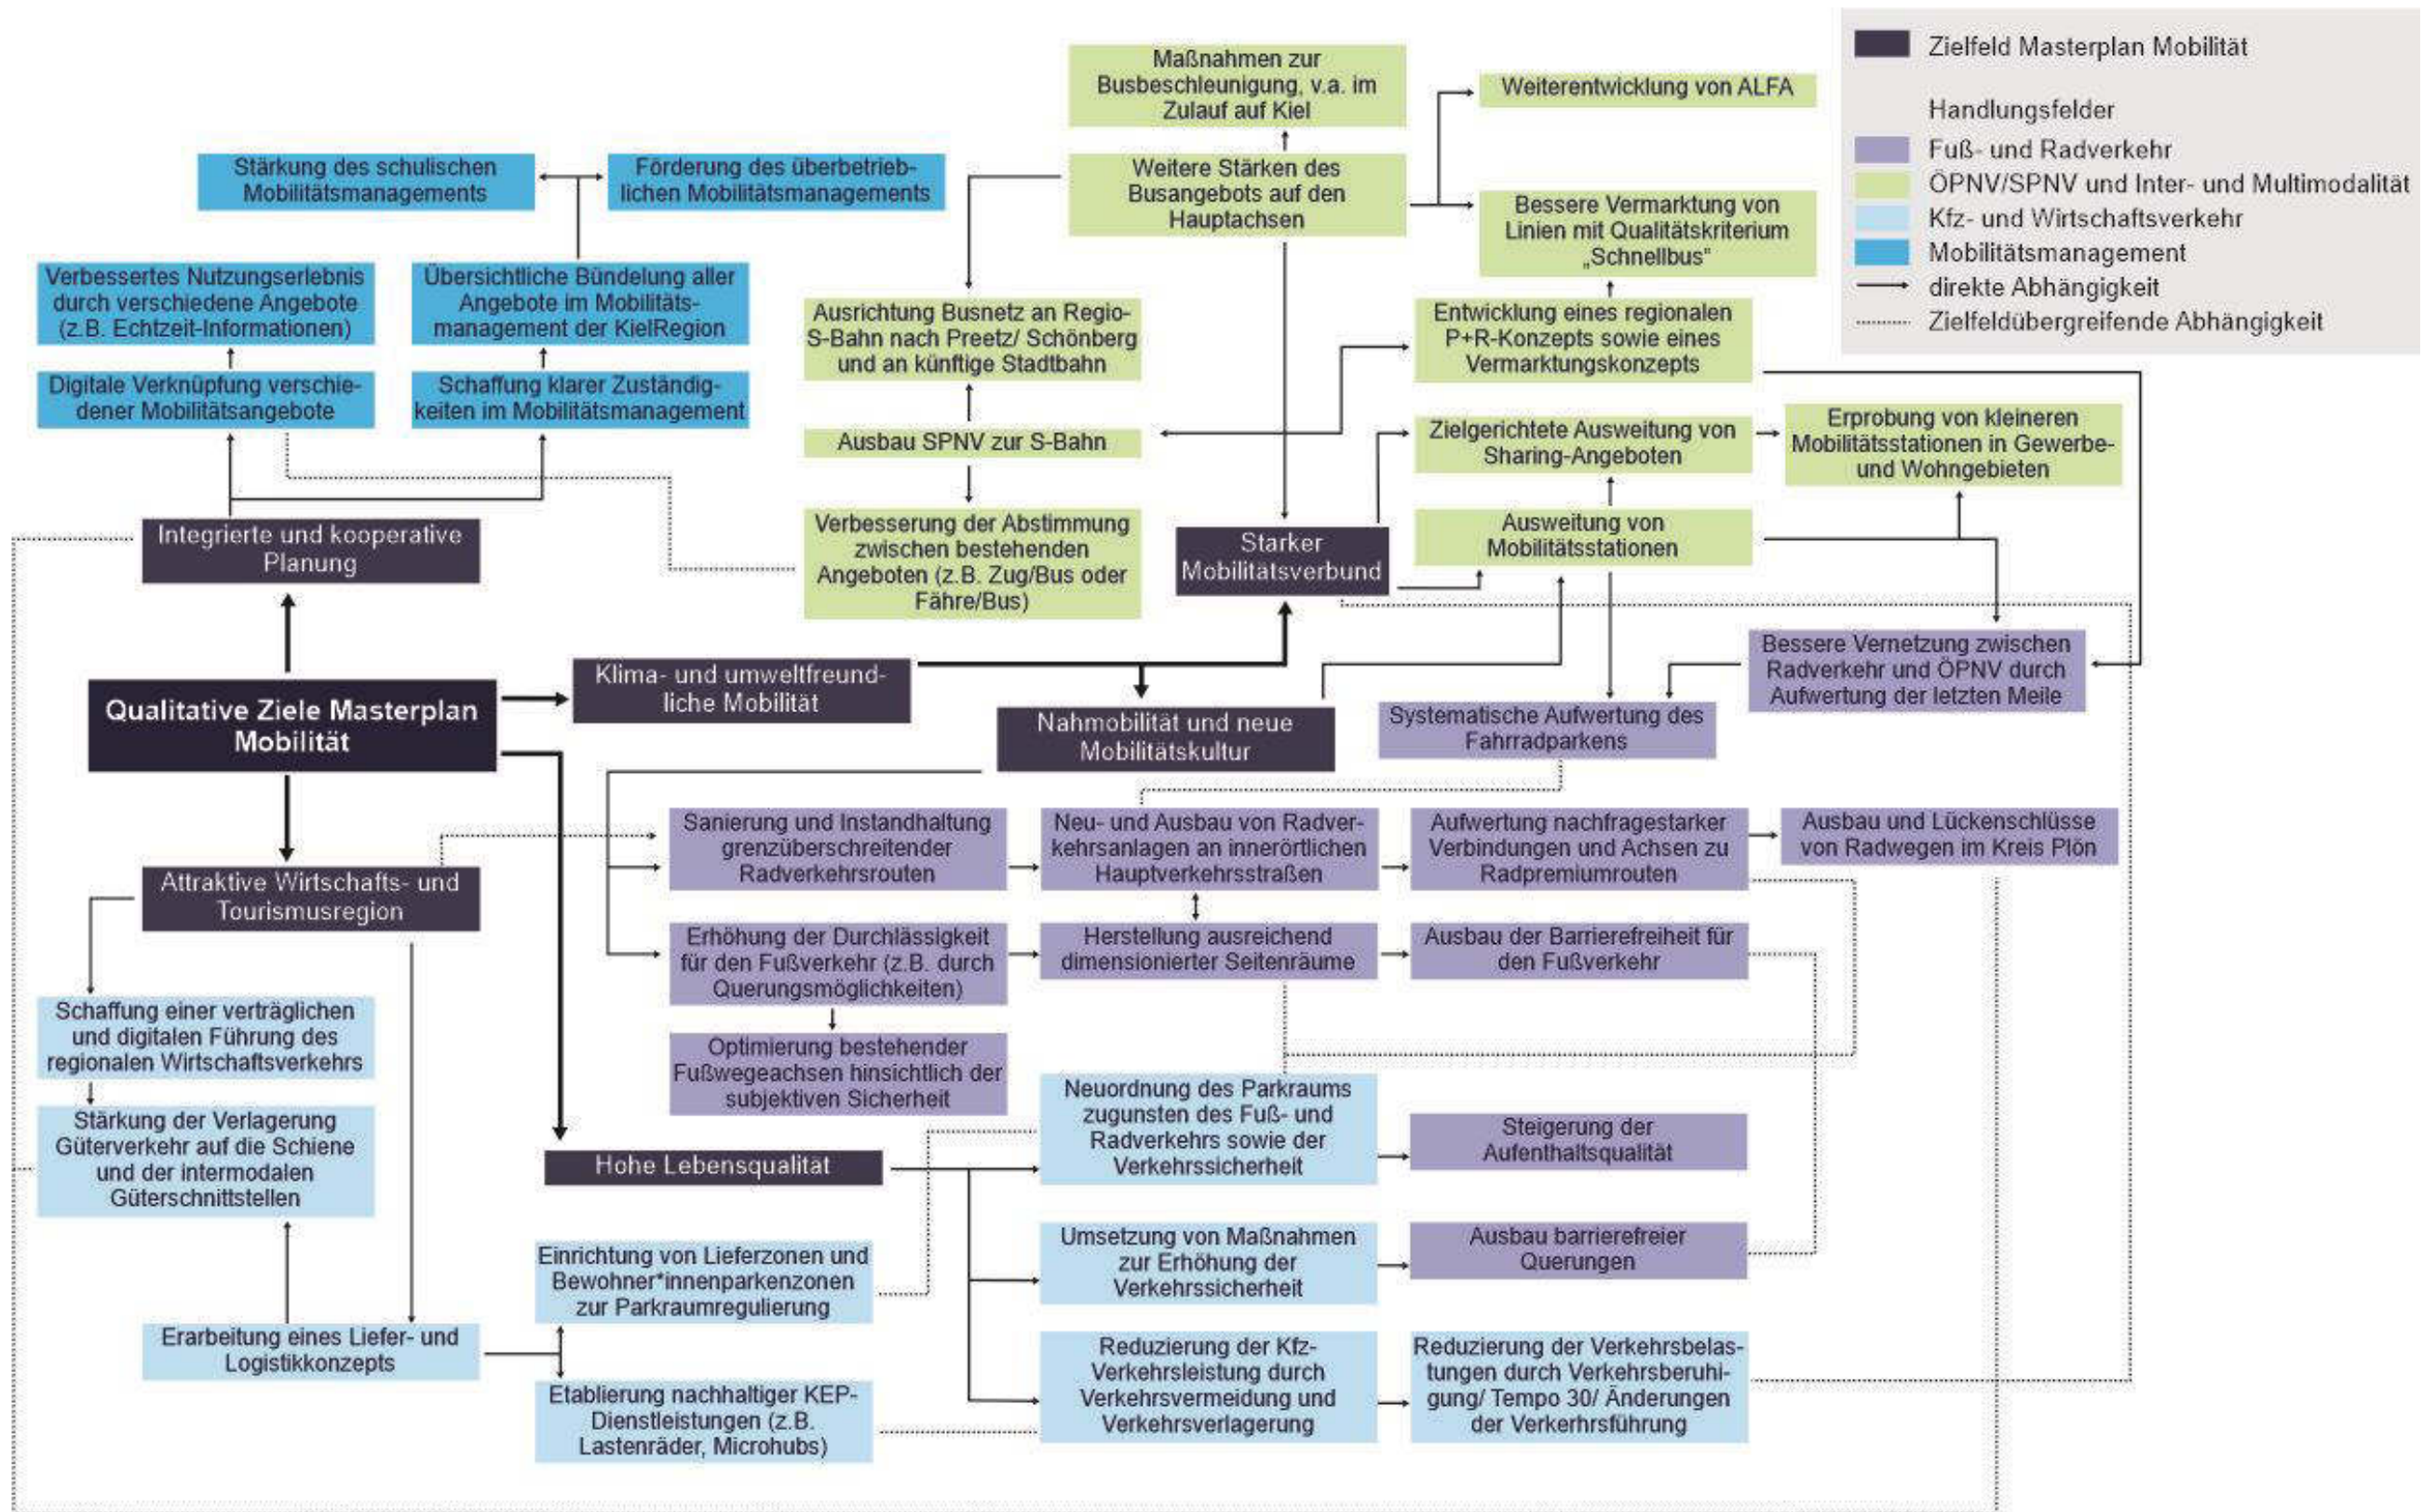 Zielfeld Masterplan Mobilität
Handlungsfelder
Fuß- und Radverkehr
ÖPNV/SPNV und Inter- und Multimodalität
Kfz- und Wirtschaftsverkehr
Mobilitätsmanagement
direkte Abhängigkeit
Zielfeldübergreifende Abhängigkeit
Maßnahmen zur
Busbeschleunigung, v.a. im
Zulauf auf Kiel
Weiterentwicklung von ALFA
Stärkung des schulischen
Mobilitätsmanagements
Förderung des überbetrieb-
lichen Mobilitätsmanagements
Weitere Stärken des
Busangebots auf den
Hauptachsen
Bessere Vermarktung von
Linien mit Qualitätskriterium
„Schnellbus“
Verbessertes Nutzungserlebnis
durch verschiedene Angebote
(z.B. Echtzeit-Informationen)
Übersichtliche Bündelung aller
Angebote im Mobilitäts-
management der KielRegion
Ausrichtung Busnetz an Regio-
S-Bahn nach Preetz/ Schönberg
und an künftige Stadtbahn
Entwicklung eines regionalen
P+R-Konzepts sowie eines
Vermarktungskonzepts
Digitale Verknüpfung verschie-
dener Mobilitätsangebote
Schaffung klarer Zuständig-
keiten im Mobilitätsmanagement
Ausbau SPNV zur S-Bahn
Zielgerichtete Ausweitung von
Sharing-Angeboten
Erprobung von kleineren
Mobilitätsstationen in Gewerbe-
und Wohngebieten
Integrierte und kooperative
Planung
Verbesserung der Abstimmung
zwischen bestehenden
Angeboten (z.B. Zug/Bus oder
Fähre/Bus)
Starker
Mobilitätsverbund
Ausweitung von
Mobilitätsstationen
Klima- und umweltfreund-
liche Mobilität
Bessere Vernetzung zwischen
Radverkehr und ÖPNV durch
Aufwertung der letzten Meile
Qualitative Ziele Masterplan
Mobilität
Nahmobilität und neue
Mobilitätskultur
Systematische Aufwertung des
Fahrradparkens
Sanierung und Instandhaltung
grenzüberschreitender
Radverkehrsrouten
Neu- und Ausbau von Radver-
kehrsanlagen an innerörtlichen
Hauptverkehrsstraßen
Aufwertung nachfragestarker
Verbindungen und Achsen zu
Radpremiumrouten
Ausbau und Lückenschlüsse
von Radwegen im Kreis Plön
Attraktive Wirtschafts- und
Tourismusregion
Erhöhung der Durchlässigkeit
für den Fußverkehr (z.B. durch
Querungsmöglichkeiten)
Herstellung ausreichend
dimensionierter Seitenräume
Ausbau der Barrierefreiheit für
den Fußverkehr
Schaffung einer verträglichen
und digitalen Führung des
regionalen Wirtschaftsverkehrs
Optimierung bestehender
Fußwegeachsen hinsichtlich der
subjektiven Sicherheit
Stärkung der Verlagerung
Güterverkehr auf die Schiene
und der intermodalen
Güterschnittstellen
Hohe Lebensqualität
Neuordnung des Parkraums
zugunsten des Fuß- und
Radverkehrs sowie der
Verkehrssicherheit
Steigerung der
Aufenthaltsqualität
Einrichtung von Lieferzonen und
Bewohner*innenparkenzonen
zur Parkraumregulierung
Umsetzung von Maßnahmen
zur Erhöhung der
Verkehrssicherheit
Ausbau barrierefreier
Querungen
Erarbeitung eines Liefer- und
Logistikkonzepts
Etablierung nachhaltiger KEP-
Dienstleistungen (z.B.
Lastenräder, Microhubs)
Reduzierung der Kfz-
Verkehrsleistung durch
Verkehrsvermeidung und
Verkehrsverlagerung
Reduzierung der Verkehrsbelas-
tungen durch Verkehrsberuhi-
gung/ Tempo 30/ Änderungen
der Verkerhrsführung